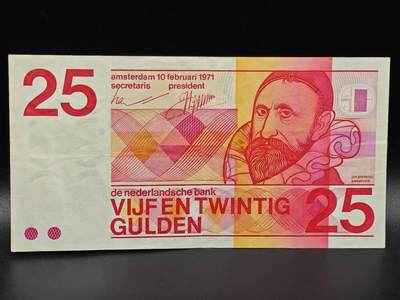 25
amsterdam 10 februari 1971
secretaris president
de nederlandsche bank
VIJF EN TWINTIG
GULDEN
25